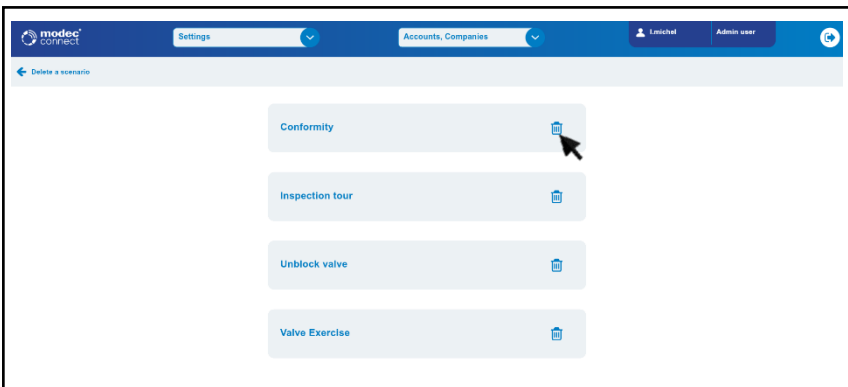 modec
connect
Settings
Accounts, Companies
l.michel
Admin user
Delete a scenario
Conformity
Inspection tour
Unblock valve
Valve Exercise